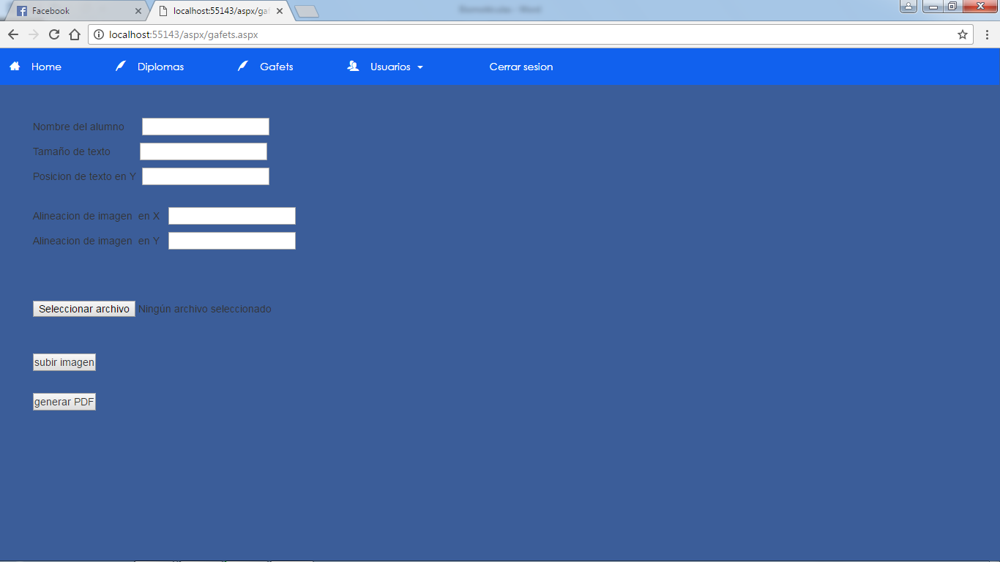 Facebook
localhost:55143/aspx/gaf
localhost:55143/aspx/gafets.aspx
Home Diplomas Gafets Usuarios Cerrar sesion
Nombre del alumno
Tamaño de texto
Posicion de texto en Y
Alineacion de imagen en X
Alineacion de imagen en Y
Seleccionar archivo Ningún archivo seleccionado
subir imagen
generar PDF